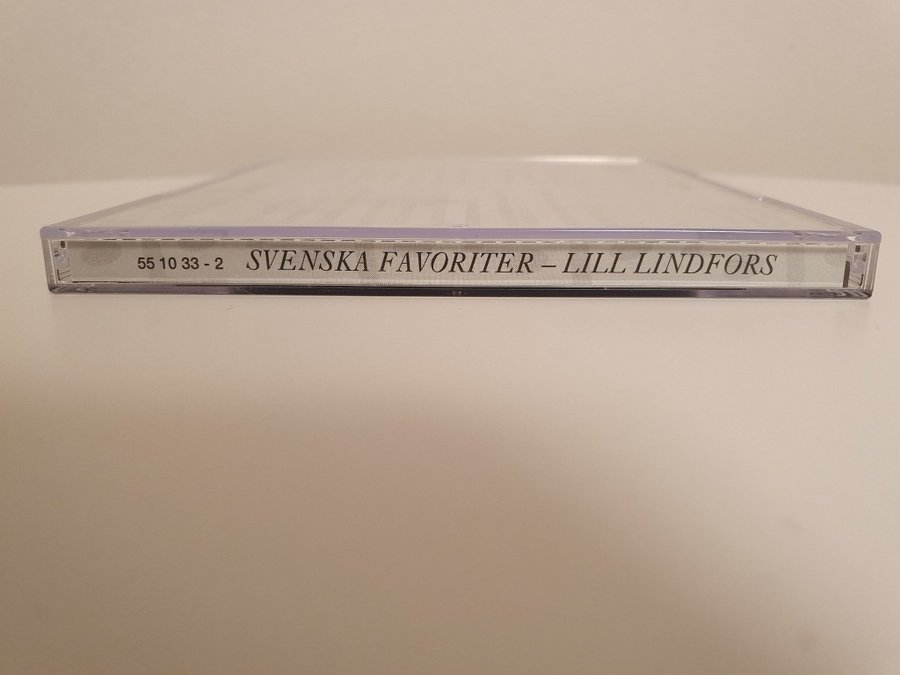 55 10 33 - 2 SVENSKA FAVORITER – LILL LINDFORS